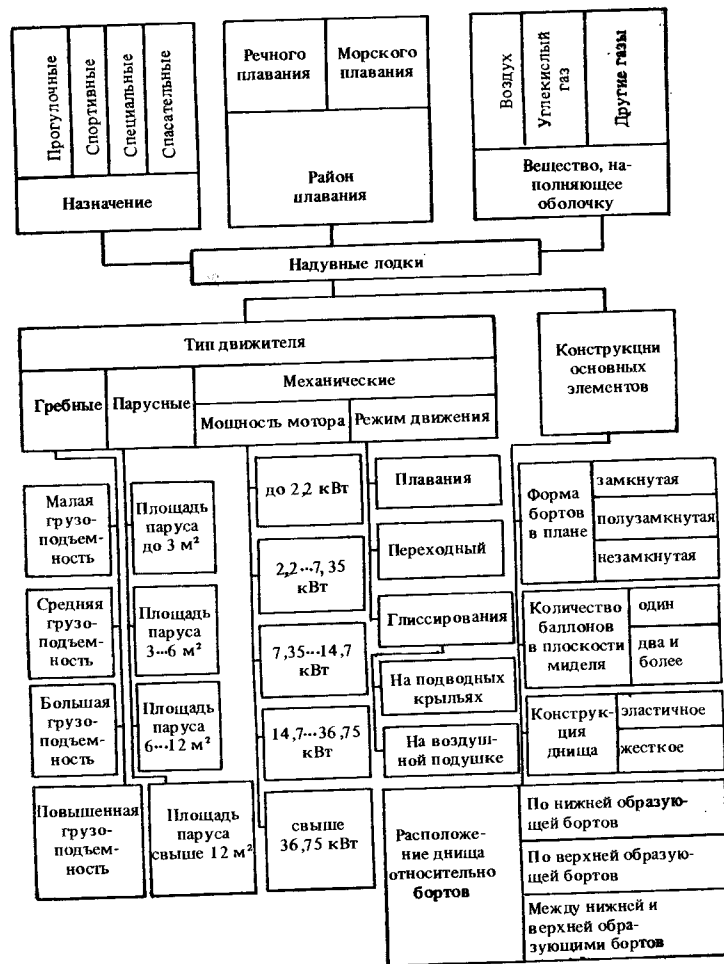 Прогулочные
Спортивные
Специальные
Спасательные
Назначение
Речного
плавания
Морского
плавания
Район
плавания
Воздух
Углекислый
газ
Другие газы
Вещество, на-
полняющее
оболочку
Надувные лодки
Тип движителя
Гребные
Парусные
Механические
Мощность мотора
Режим движения
Конструкции
основных
элементов
Малая
грузо-
подъем-
ность
Средняя
грузо-
подъем-
ность
Большая
грузо-
подъем-
ность
Повышенная
грузо-
подъем-
ность
Площадь
паруса
до 3 м²
Площадь
паруса
3...6 м²
Площадь
паруса
6...12 м²
Площадь
паруса
свыше 12 м²
до 2,2 кВт
2,2...7, 35
кВт
7,35...14,7
кВт
14,7...36,75
кВт
свыше
36,75 кВт
Плавания
Переходный
Глиссирования
На подводных
крыльях
На воздуш-
ной подушке
Форма
бортов
в плане
замкнутая
полузамкнутая
незамкнутая
Количество
баллонов
в плоскости
миделя
один
два и
более
Конструк-
ция
днища
эластичное
жесткое
Расположе-
ние днища
относительно
бортов
По нижней образую-
щей бортов
По верхней образую-
щей бортов
Между нижней и
верхней обра-
зующими бортов